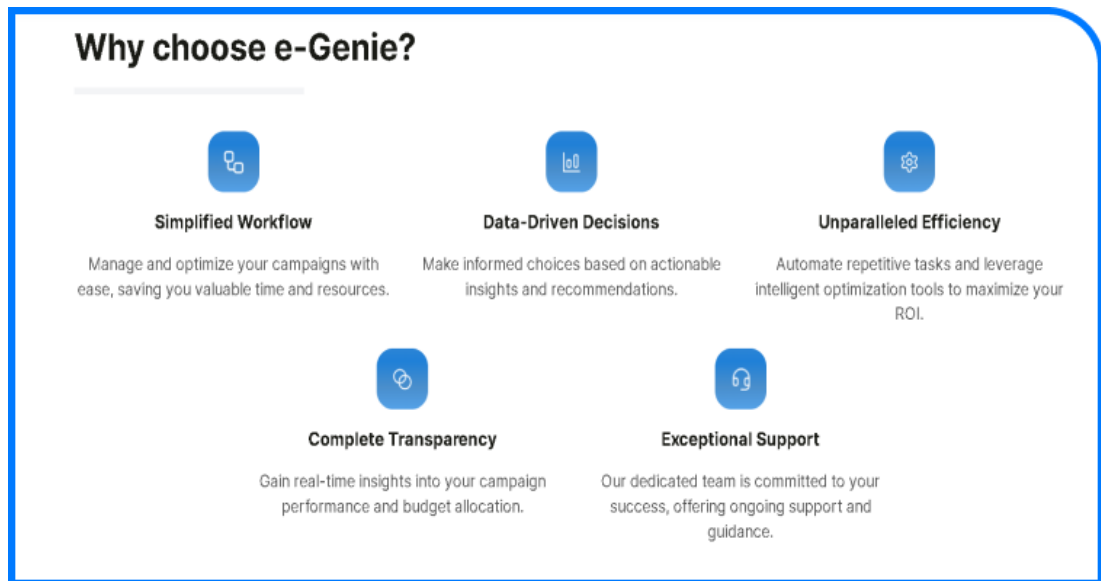 Why choose e-Genie?
Simplified Workflow
Manage and optimize your campaigns with
ease, saving you valuable time and resources.
Data-Driven Decisions
Make informed choices based on actionable
insights and recommendations.
Unparalleled Efficiency
Automate repetitive tasks and leverage
intelligent optimization tools to maximize your
ROI.
Complete Transparency
Gain real-time insights into your campaign
performance and budget allocation.
Exceptional Support
Our dedicated team is committed to your
success, offering ongoing support and
guidance.